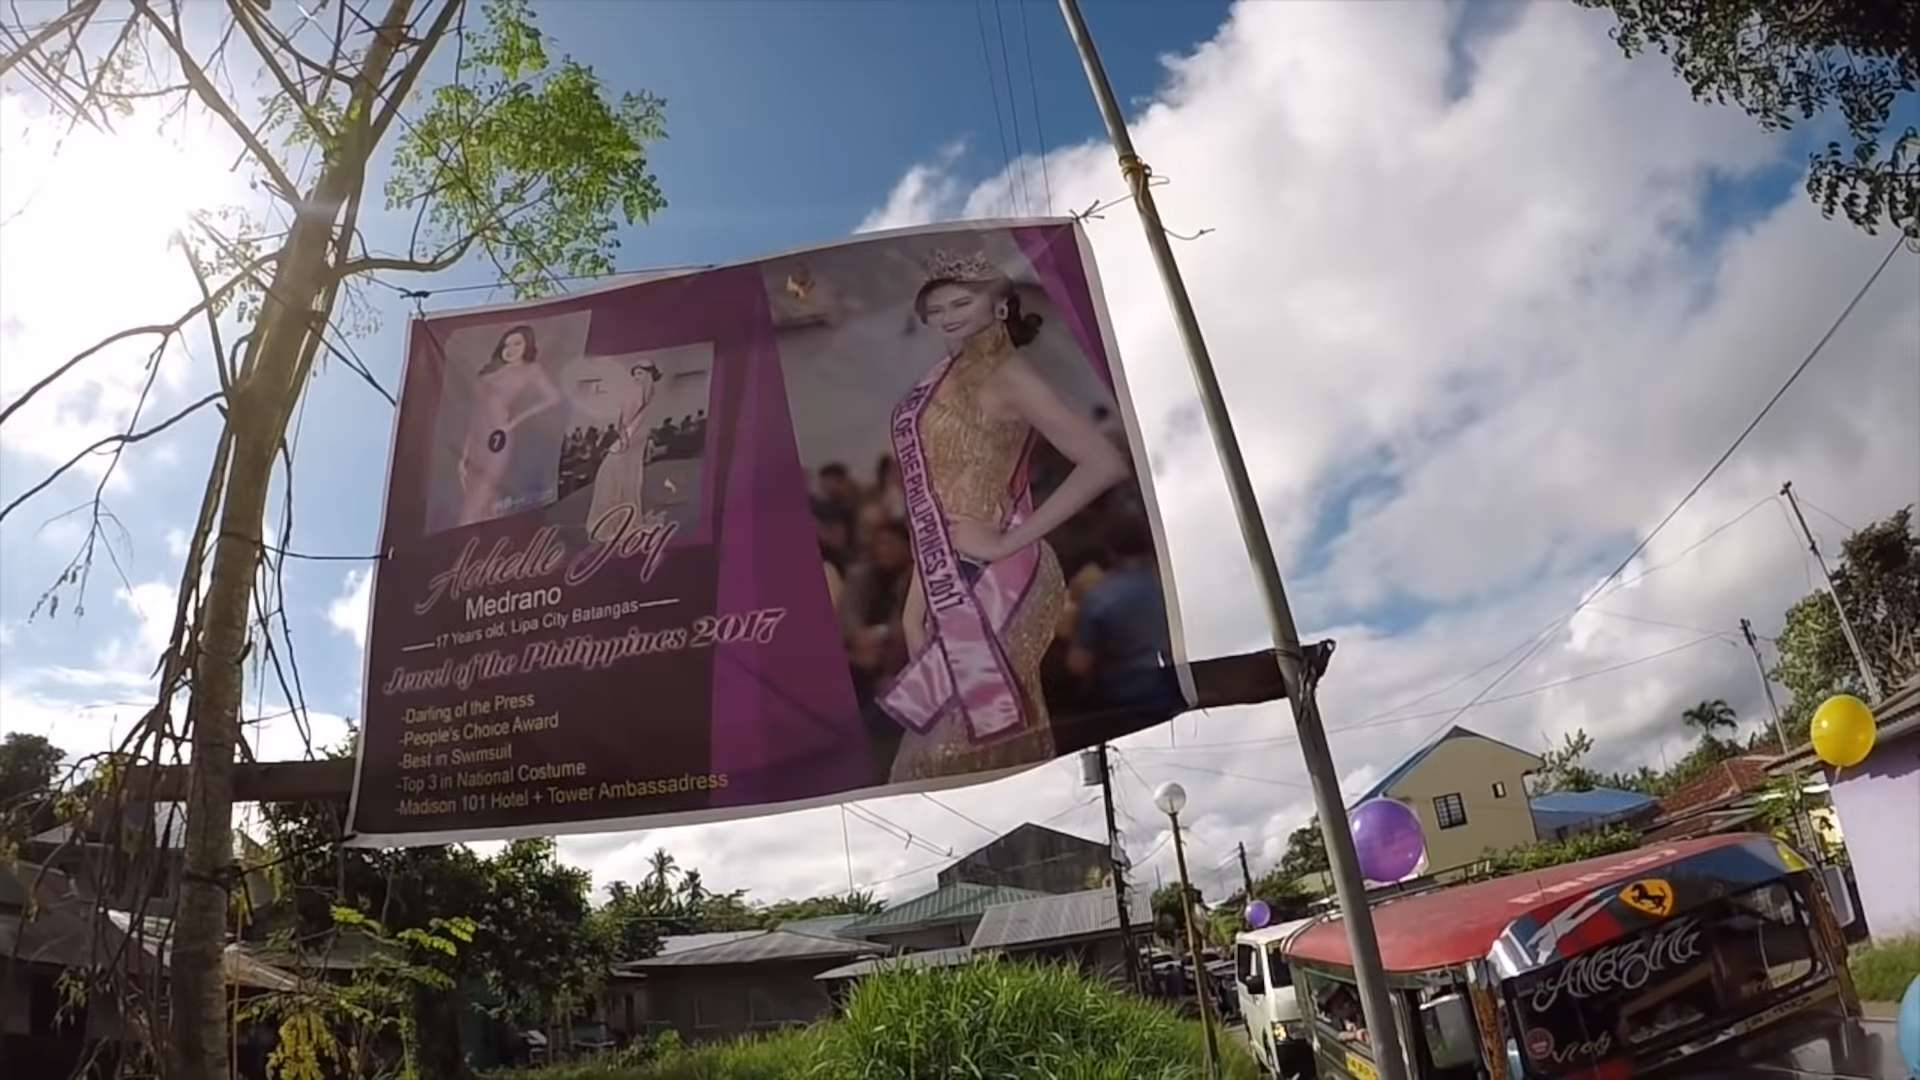 7
Achielle Joy
Medrano
17 Years old, Lipa City Batangas
Jewel of the Philippines 2017
-Darling of the Press
-People's Choice Award
-Best in Swimsuit
-Top 3 in National Costume
-Madison 101 Hotel + Tower Ambassadress
OF THE PHILIPPINES 2017
AMAZING